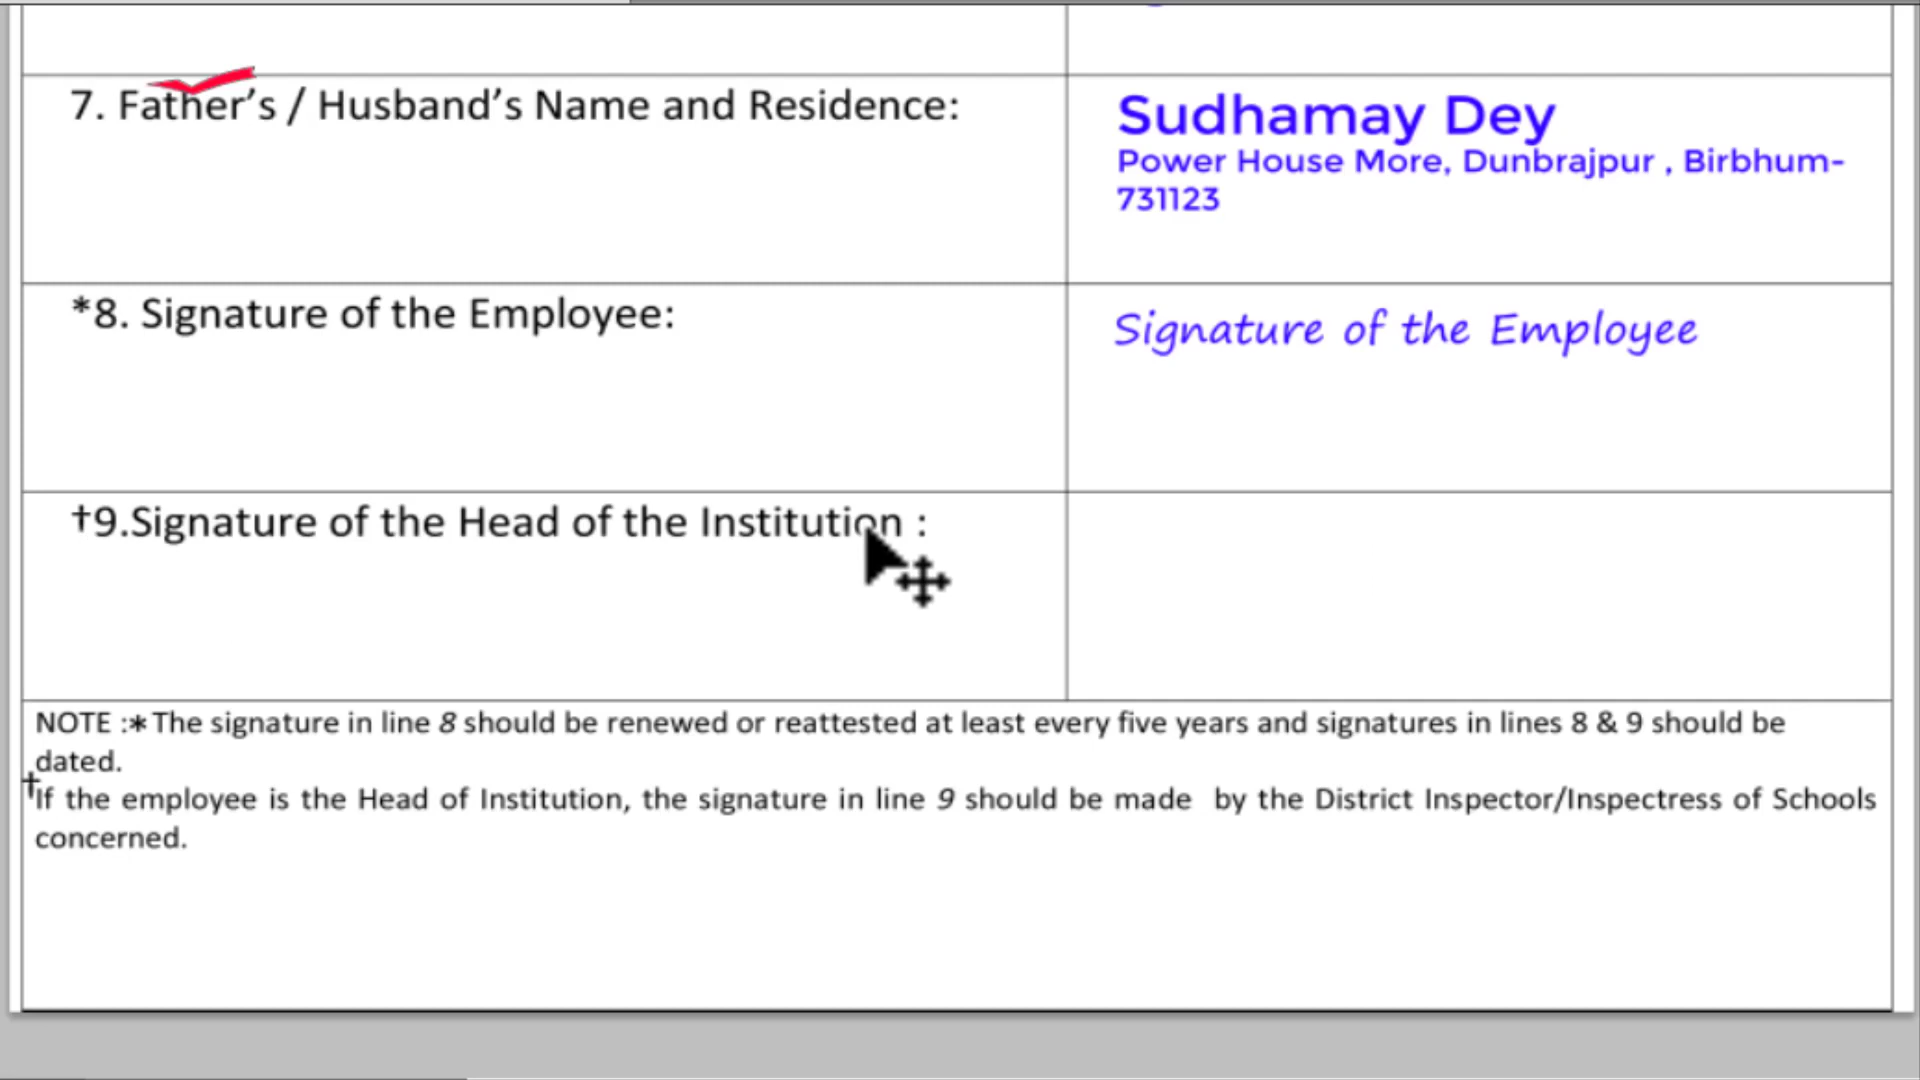 7. Father’s / Husband’s Name and Residence:
Sudhamay Dey
Power House More, Dunbrajpur , Birbhum-
731123
*8. Signature of the Employee:
Signature of the Employee
†9.Signature of the Head of the Institution :
NOTE :* The signature in line 8 should be renewed or reattested at least every five years and signatures in lines 8 & 9 should be
dated.
†If the employee is the Head of Institution, the signature in line 9 should be made by the District Inspector/Inspectress of Schools
concerned.